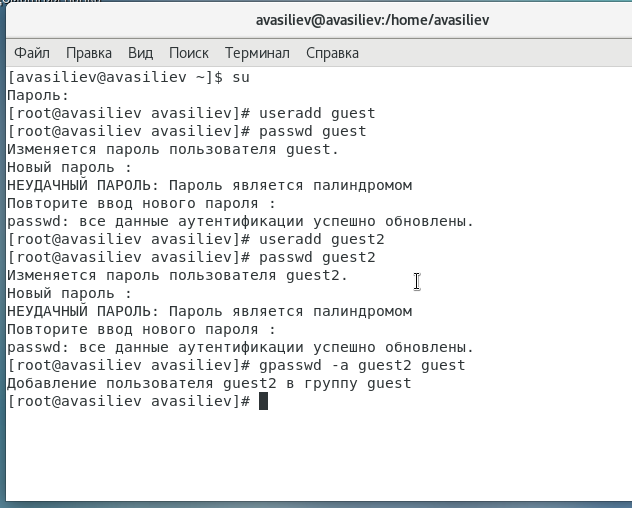 avasiliev@avasiliev:/home/avasiliev
Файл Правка Вид Поиск Терминал Справка
[avasiliev@avasiliev ~]$ su
Пароль:
[root@avasiliev avasiliev]# useradd guest
[root@avasiliev avasiliev]# passwd guest
Изменяется пароль пользователя guest.
Новый пароль :
НЕУДАЧНЫЙ ПАРОЛЬ: Пароль является палиндромом
Повторите ввод нового пароля :
passwd: все данные аутентификации успешно обновлены.
[root@avasiliev avasiliev]# useradd guest2
[root@avasiliev avasiliev]# passwd guest2
Изменяется пароль пользователя guest2.
Новый пароль :
НЕУДАЧНЫЙ ПАРОЛЬ: Пароль является палиндромом
Повторите ввод нового пароля :
passwd: все данные аутентификации успешно обновлены.
[root@avasiliev avasiliev]# gpasswd -a guest2 guest
Добавление пользователя guest2 в группу guest
[root@avasiliev avasiliev]#